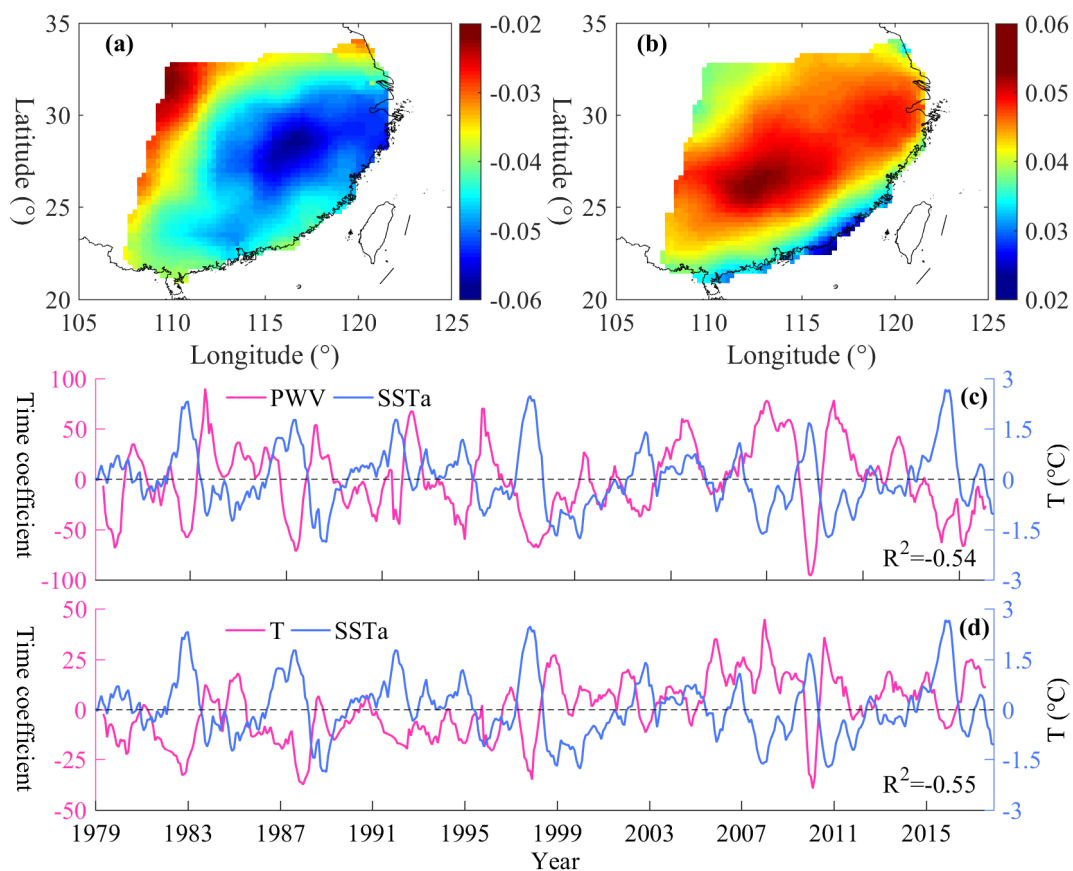 (a)
35
30
25
20
Latitude (°)
105 110 115 120 125
Longitude (°)
-0.02
-0.03
-0.04
-0.05
-0.06
(b)
35
30
25
20
Latitude (°)
105 110 115 120 125
Longitude (°)
0.06
0.05
0.04
0.03
0.02
PWV SSTa (c)
100
50
0
-50
-100
Time coefficient
3
1.5
0
-1.5
-3
T (°C)
R²=-0.54
T SSTa (d)
50
25
0
-25
-50
Time coefficient
3
1.5
0
-1.5
-3
T (°C)
R²=-0.55
1979 1983 1987 1991 1995 1999 2003 2007 2011 2015
Year